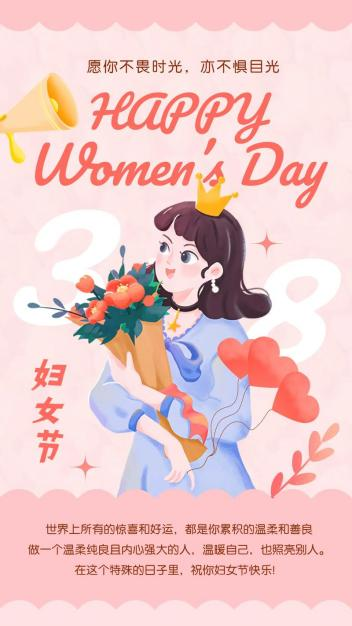 愿你不畏时光，亦不惧目光
HAPPY
Women's Day
38
妇女节
世界上所有的惊喜和好运，都是你累积的温柔和善良
做一个温柔纯良且内心强大的人，温暖自己，也照亮别人。
在这个特殊的日子里，祝你妇女节快乐!